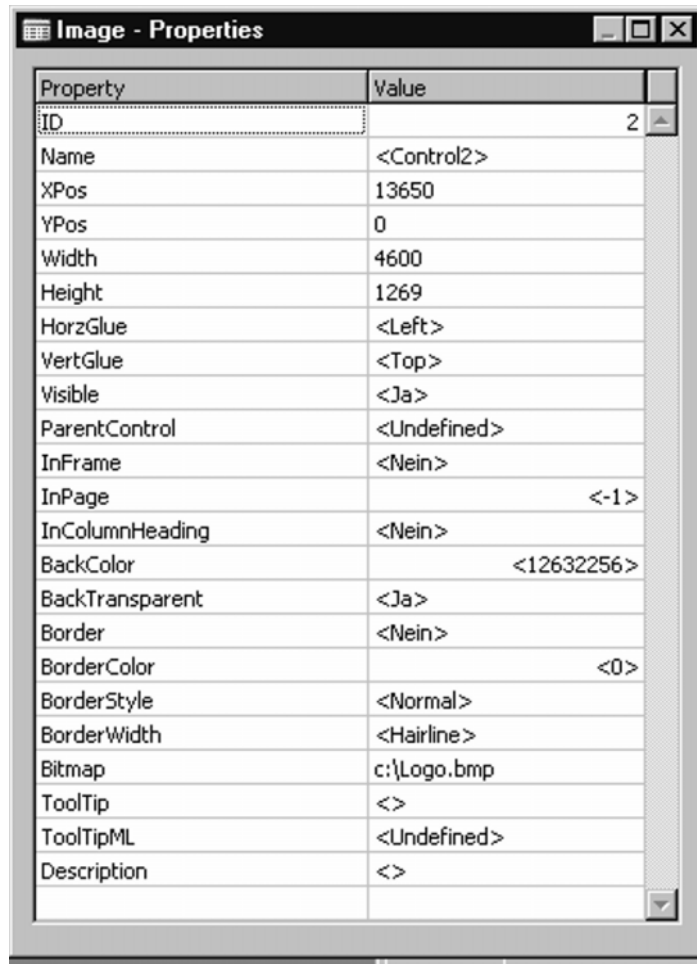 Image - Properties
Property Value
ID 2
Name <Control2>
XPos 13650
YPos 0
Width 4600
Height 1269
HorzGlue <Left>
VertGlue <Top>
Visible <Ja>
ParentControl <Undefined>
InFrame <Nein>
InPage <-1>
InColumnHeading <Nein>
BackColor <12632256>
BackTransparent <Ja>
Border <Nein>
BorderColor <0>
BorderStyle <Normal>
BorderWidth <Hairline>
Bitmap c:\Logo.bmp
ToolTip <>
ToolTipML <Undefined>
Description <>